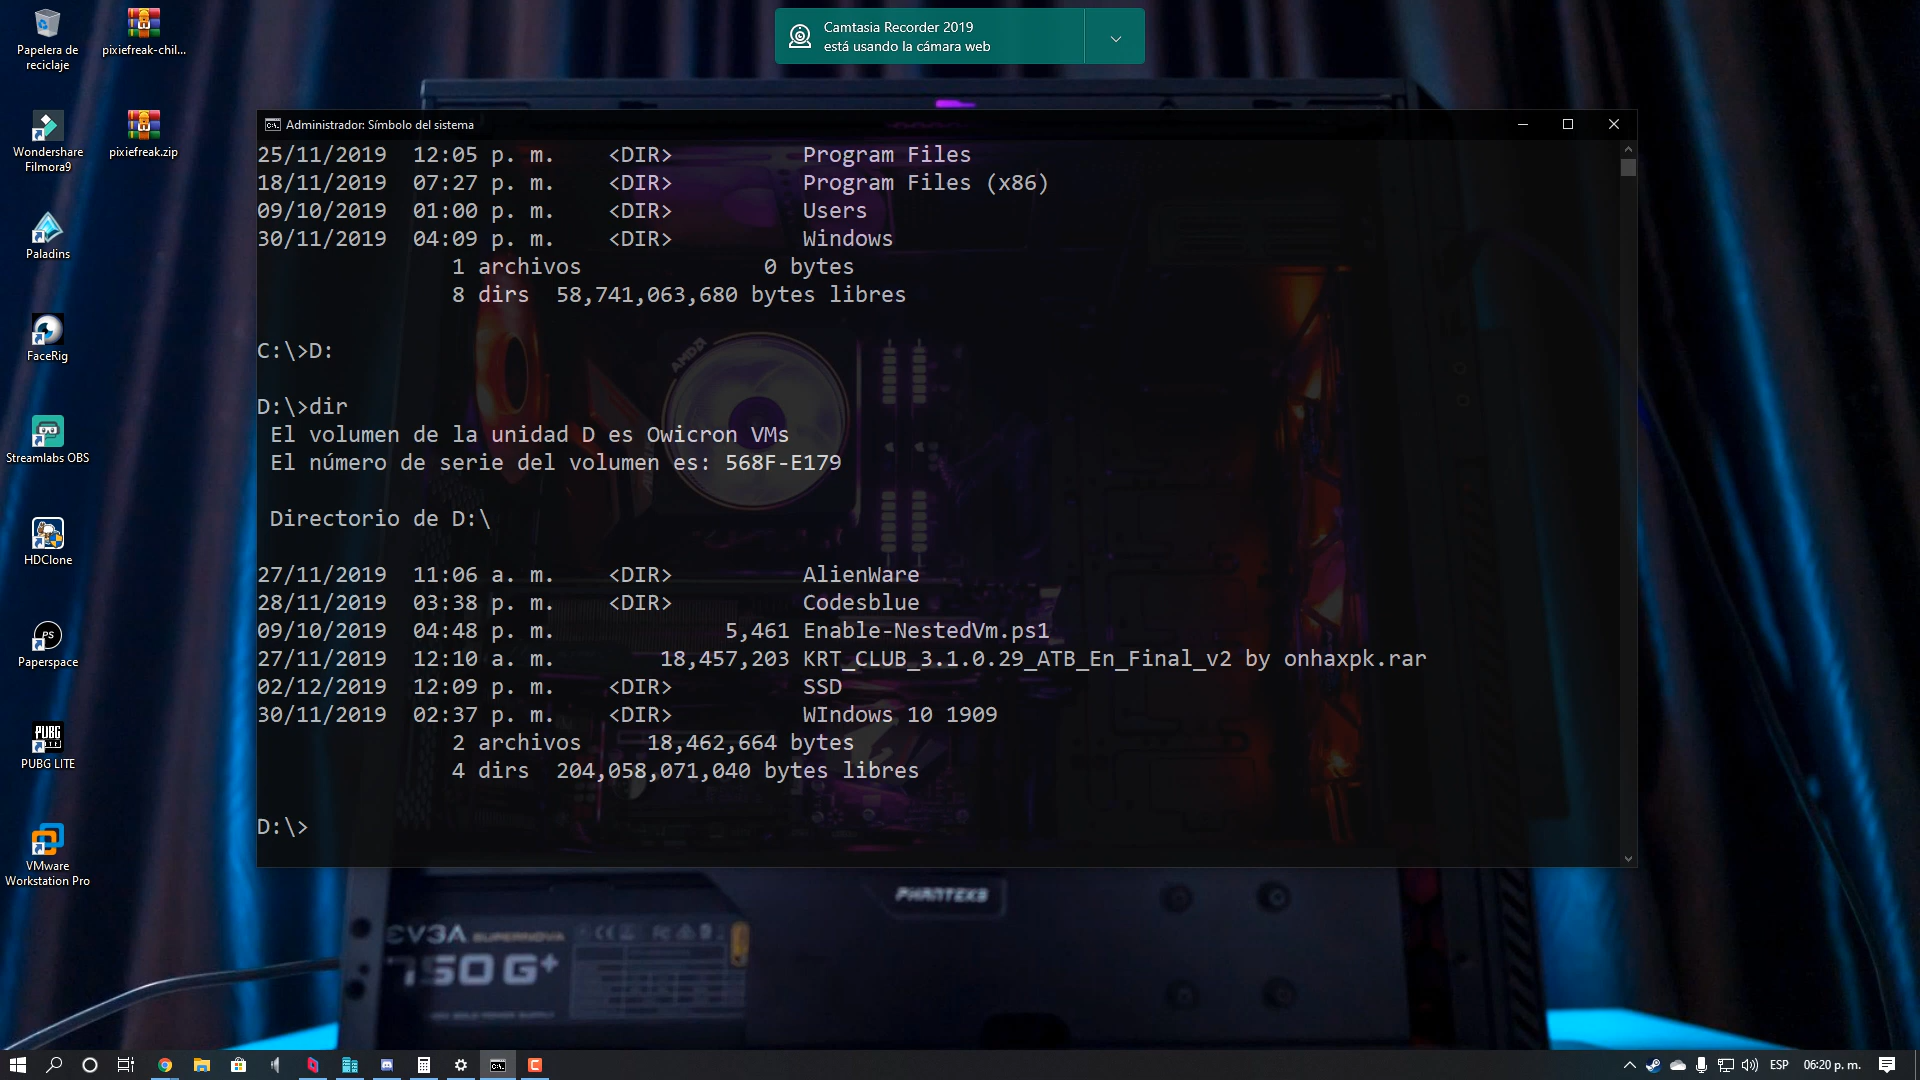 Papelera de
reciclaje
pixiefreak-chil...
Camtasia Recorder 2019
está usando la cámara web
Wondershare
Filmora9
pixiefreak.zip
Paladins
FaceRig
Streamlabs OBS
HDClone
PS
Paperspace
PUBG
LITE
PUBG LITE
VMware
Workstation Pro
Administrador: Símbolo del sistema
25/11/2019  12:05 p. m.    <DIR>          Program Files
18/11/2019  07:27 p. m.    <DIR>          Program Files (x86)
09/10/2019  01:00 p. m.    <DIR>          Users
30/11/2019  04:09 p. m.    <DIR>          Windows
1 archivos              0 bytes
8 dirs  58,741,063,680 bytes libres
C:\>D:
D:\>dir
El volumen de la unidad D es Owicron VMs
El número de serie del volumen es: 568F-E179
Directorio de D:\
27/11/2019  11:06 a. m.    <DIR>          AlienWare
28/11/2019  03:38 p. m.    <DIR>          Codesblue
09/10/2019  04:48 p. m.             5,461 Enable-NestedVm.ps1
27/11/2019  12:10 a. m.        18,457,203 KRT_CLUB_3.1.0.29_ATB_En_Final_v2 by onhaxpk.rar
02/12/2019  12:09 p. m.    <DIR>          SSD
30/11/2019  02:37 p. m.    <DIR>          WIndows 10 1909
2 archivos     18,462,664 bytes
4 dirs  204,058,071,040 bytes libres
D:\>
AMD
PHANTEKS
EVGA SUPERNOVA
750 G+
ESP
06:20 p. m.